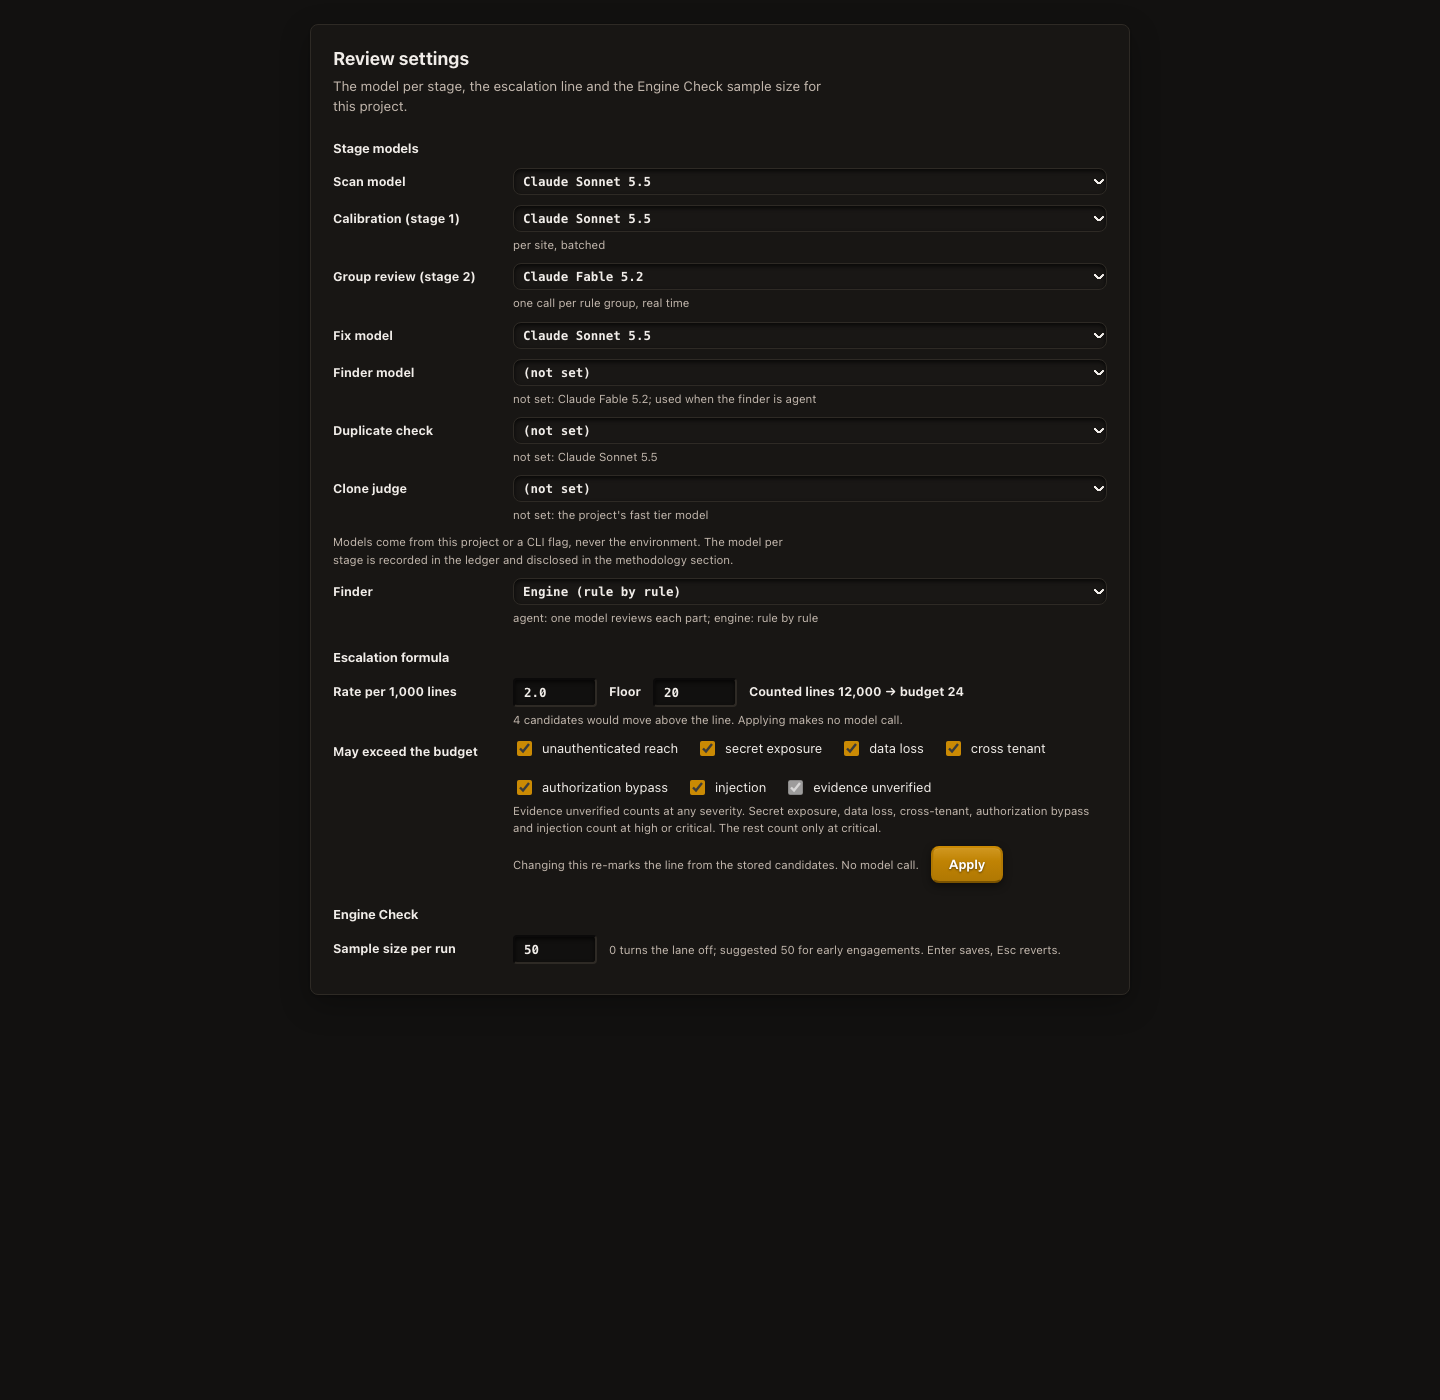 Review settings
The model per stage, the escalation line and the Engine Check sample size for
this project.
Stage models
Scan model
Claude Sonnet 5.5
Calibration (stage 1)
Claude Sonnet 5.5
per site, batched
Group review (stage 2)
Claude Fable 5.2
one call per rule group, real time
Fix model
Claude Sonnet 5.5
Finder model
(not set)
not set: Claude Fable 5.2; used when the finder is agent
Duplicate check
(not set)
not set: Claude Sonnet 5.5
Clone judge
(not set)
not set: the project's fast tier model
Models come from this project or a CLI flag, never the environment. The model per
stage is recorded in the ledger and disclosed in the methodology section.
Finder
Engine (rule by rule)
agent: one model reviews each part; engine: rule by rule
Escalation formula
Rate per 1,000 lines 2.0 Floor 20 Counted lines 12,000 → budget 24
4 candidates would move above the line. Applying makes no model call.
May exceed the budget
unauthenticated reach secret exposure data loss cross tenant
authorization bypass injection evidence unverified
Evidence unverified counts at any severity. Secret exposure, data loss, cross-tenant, authorization bypass
and injection count at high or critical. The rest count only at critical.
Changing this re-marks the line from the stored candidates. No model call. Apply
Engine Check
Sample size per run 50 0 turns the lane off; suggested 50 for early engagements. Enter saves, Esc reverts.